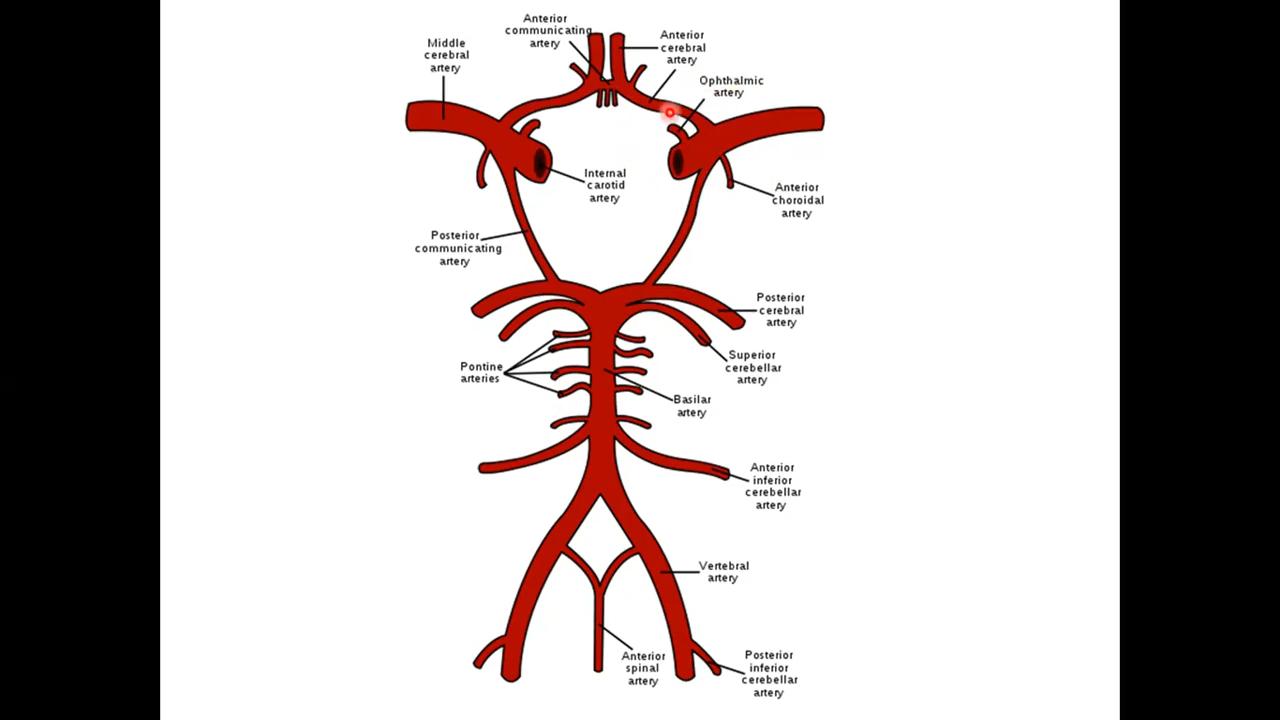 Anterior
communicating
artery
Middle
cerebral
artery
Anterior
cerebral
artery
Ophthalmic
artery
Internal
carotid
artery
Anterior
choroidal
artery
Posterior
communicating
artery
Posterior
cerebral
artery
Superior
cerebellar
artery
Pontine
arteries
Basilar
artery
Anterior
inferior
cerebellar
artery
Vertebral
artery
Anterior
spinal
artery
Posterior
inferior
cerebellar
artery